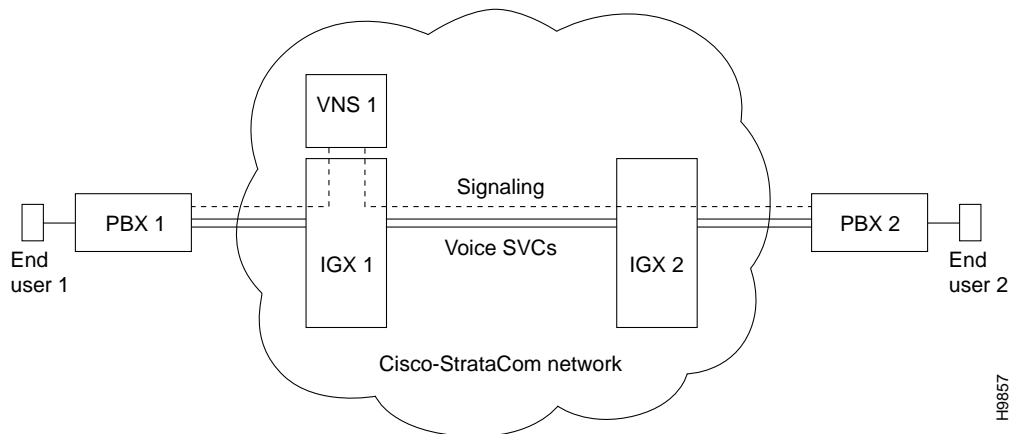 VNS 1
Signaling
PBX 1
PBX 2
End
user 1
IGX 1
Voice SVCs
IGX 2
End
user 2
Cisco-StrataCom network
H9857